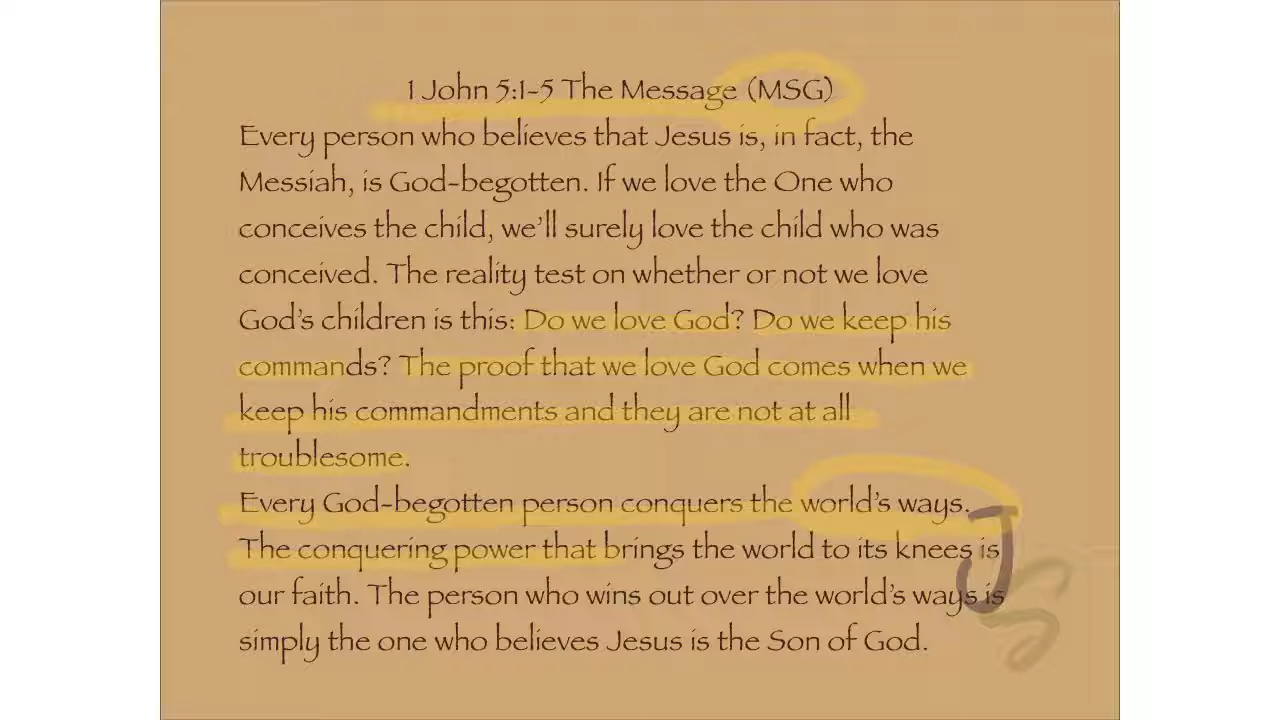 1 John 5:1-5 The Message (MSG)
Every person who believes that Jesus is, in fact, the
Messiah, is God-begotten. If we love the One who
conceives the child, we'll surely love the child who was
conceived. The reality test on whether or not we love
God's children is this: Do we love God? Do we keep his
commands? The proof that we love God comes when we
keep his commandments and they are not at all
troublesome.
Every God-begotten person conquers the world's ways.
The conquering power that brings the world to its knees is
our faith. The person who wins out over the world's ways is
simply the one who believes Jesus is the Son of God.
JS